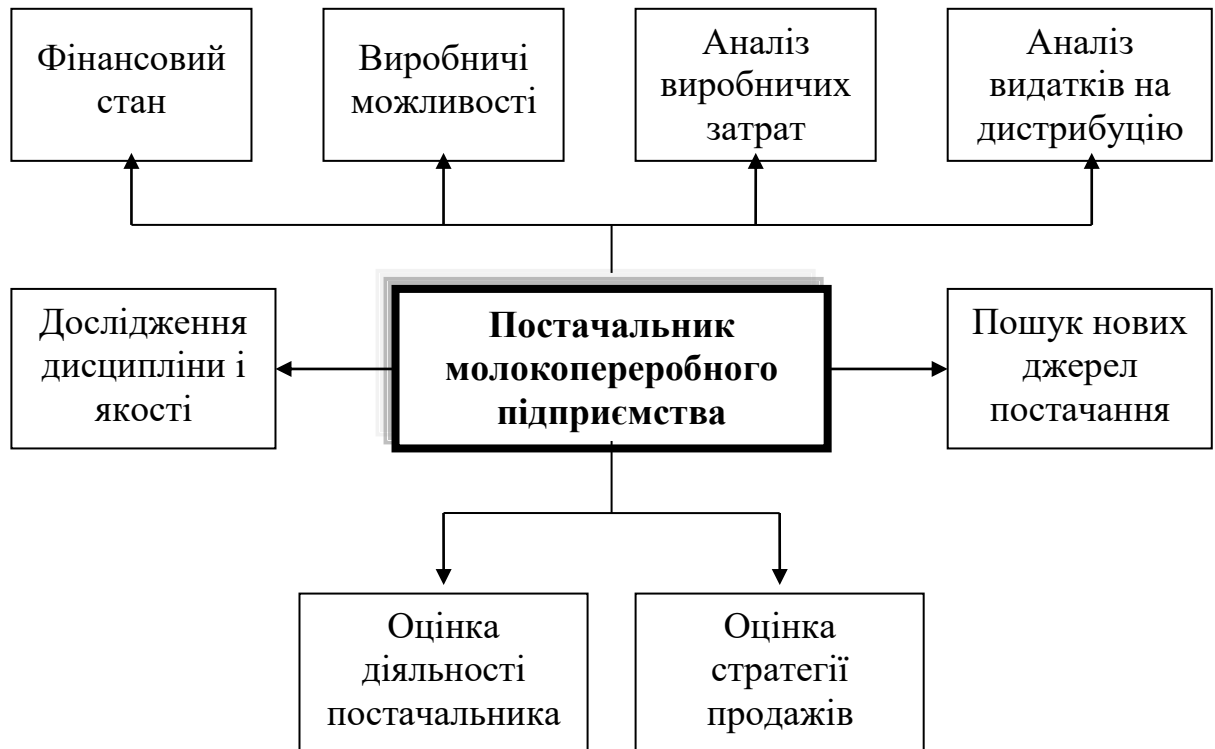 Фінансовий
стан
Виробничі
можливості
Аналіз
виробничих
затрат
Аналіз
видатків на
дистрибуцію
Дослідження
дисципліни і
якості
Постачальник
молокопереробного
підприємства
Пошук нових
джерел
постачання
Оцінка
діяльності
постачальника
Оцінка
стратегії
продажів